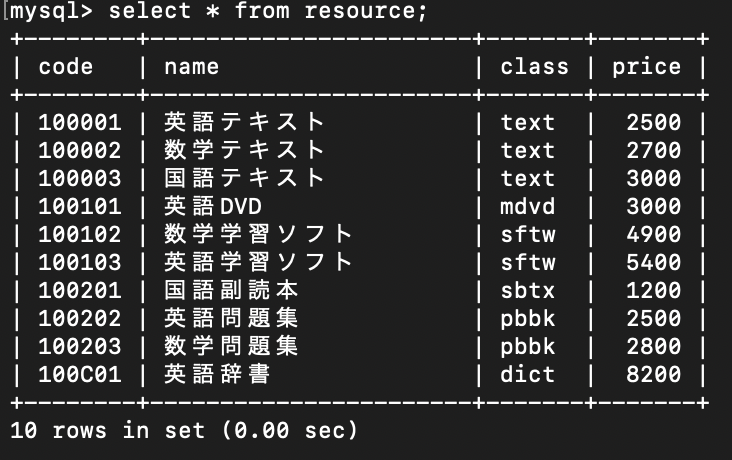 mysql> select * from resource;
+--------+-----------------------+-------+-------+
| code   | name                  | class | price |
+--------+-----------------------+-------+-------+
| 100001 | 英語テキスト | text | 2500 |
| 100002 | 数学テキスト | text | 2700 |
| 100003 | 国語テキスト | text | 3000 |
| 100101 | 英語DVD | mdvd | 3000 |
| 100102 | 数学学習ソフト | sftw | 4900 |
| 100103 | 英語学習ソフト | sftw | 5400 |
| 100201 | 国語副読本 | sbtx | 1200 |
| 100202 | 英語問題集 | pbbk | 2500 |
| 100203 | 数学問題集 | pbbk | 2800 |
| 100C01 | 英語辞書 | dict | 8200 |
+--------+-----------------------+-------+-------+
10 rows in set (0.00 sec)